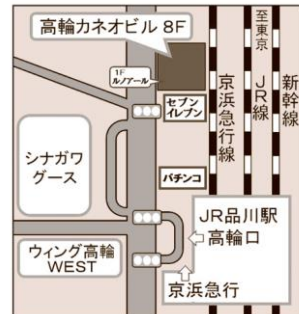 高輪カネオビル 8F
1F
ルノアール
セブン
イレブン
至東京
京浜急行線
JR線
新幹線
シナガワ
グース
パチンコ
JR品川駅
高輪口
ウィング高輪
WEST
京浜急行